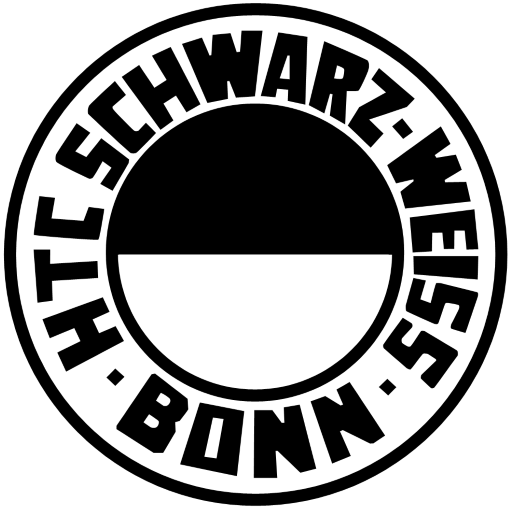 HTC SCHWARZ-WEISS
· BONN ·